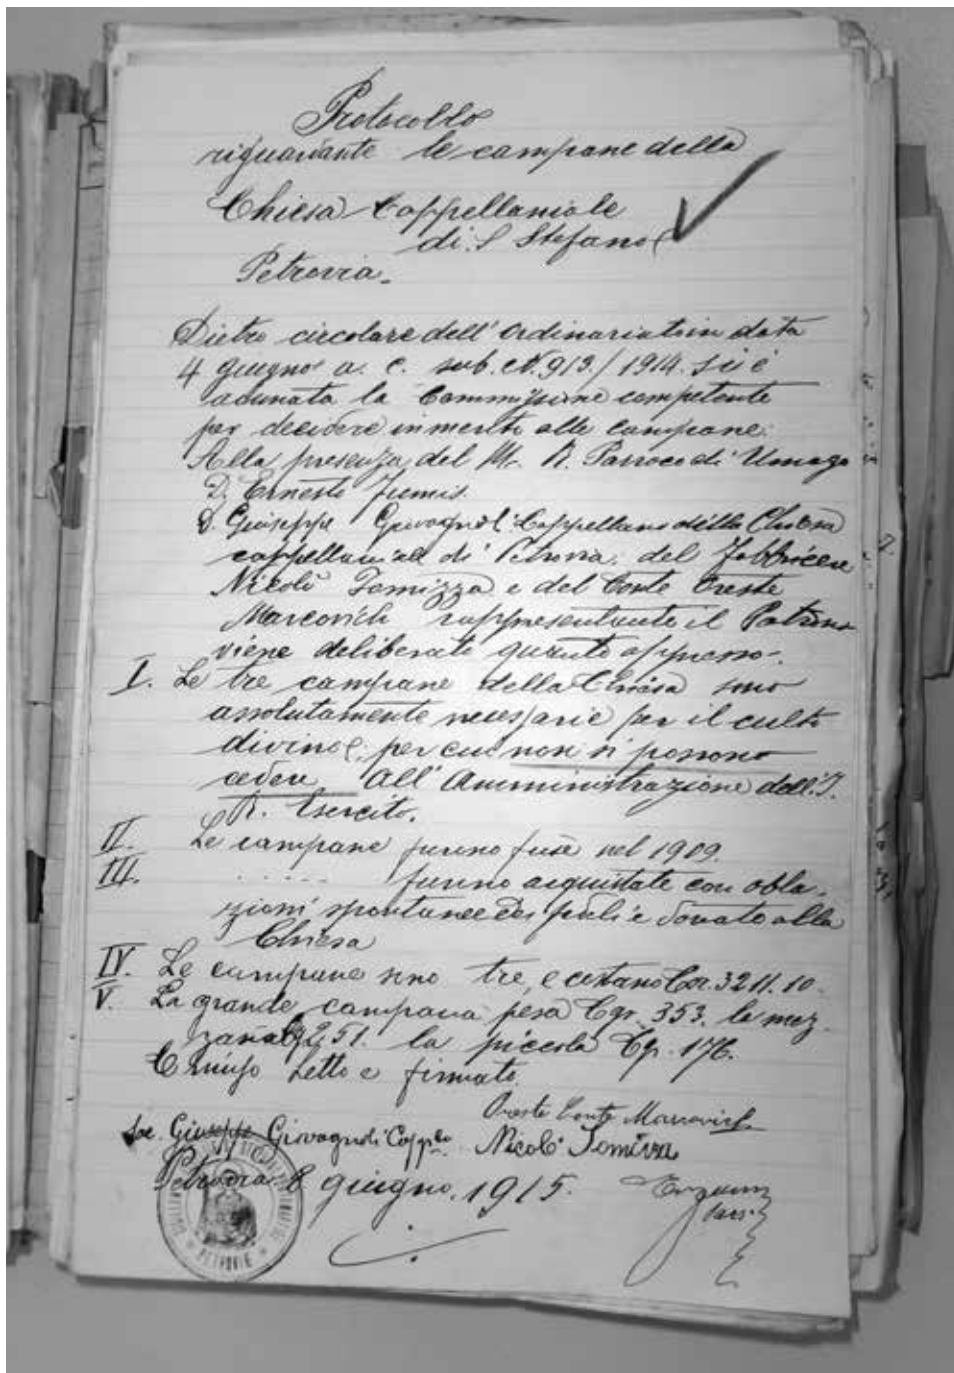 Protocollo
riguardante le campane della
Chiesa Cappellaniale
di S Stefano
Petrovia.
Dietro circolare dell' Ordinariato in data
4 giugno a. c. sub. N. 913./1914. si è
adunata la Commissione competente
per decidere in merito alle campane:
Alla presenza del M. R. Parroco di Umago
D. Ernesto Fumis.
D. Giuseppe Giovagnoli Cappellano della Chiesa
cappellaniale di Petrovia. del fabbriciere
Nicolò Tomizza e del Conte Oreste
Marcovich rappresentante il Patrono
viene deliberato quanto appresso.
I. Le tre campane della Chiesa sono
assolutamente necessarie per il culto
divino, per cui non si possono
cedere all' Amministrazione dell' I.
R. Esercito.
II. Le campane furono fuse nel 1909.
III. . . . . . furono acquistate con obla-
zioni spontanee dei fedeli e donate alla
Chiesa
IV. Le campane sono tre, e costano Cor. 3211.10.
V. La grande campana pesa Cgr. 353. la mez-
zana 251. la piccola Cgr. 176.
Chiuso letto e firmato.
Oreste Conte Marcovich
Giuseppe Giovagnoli Capplo Nicolò Tomizza
Petrovia 8 giugno. 1915.
PETROVIE